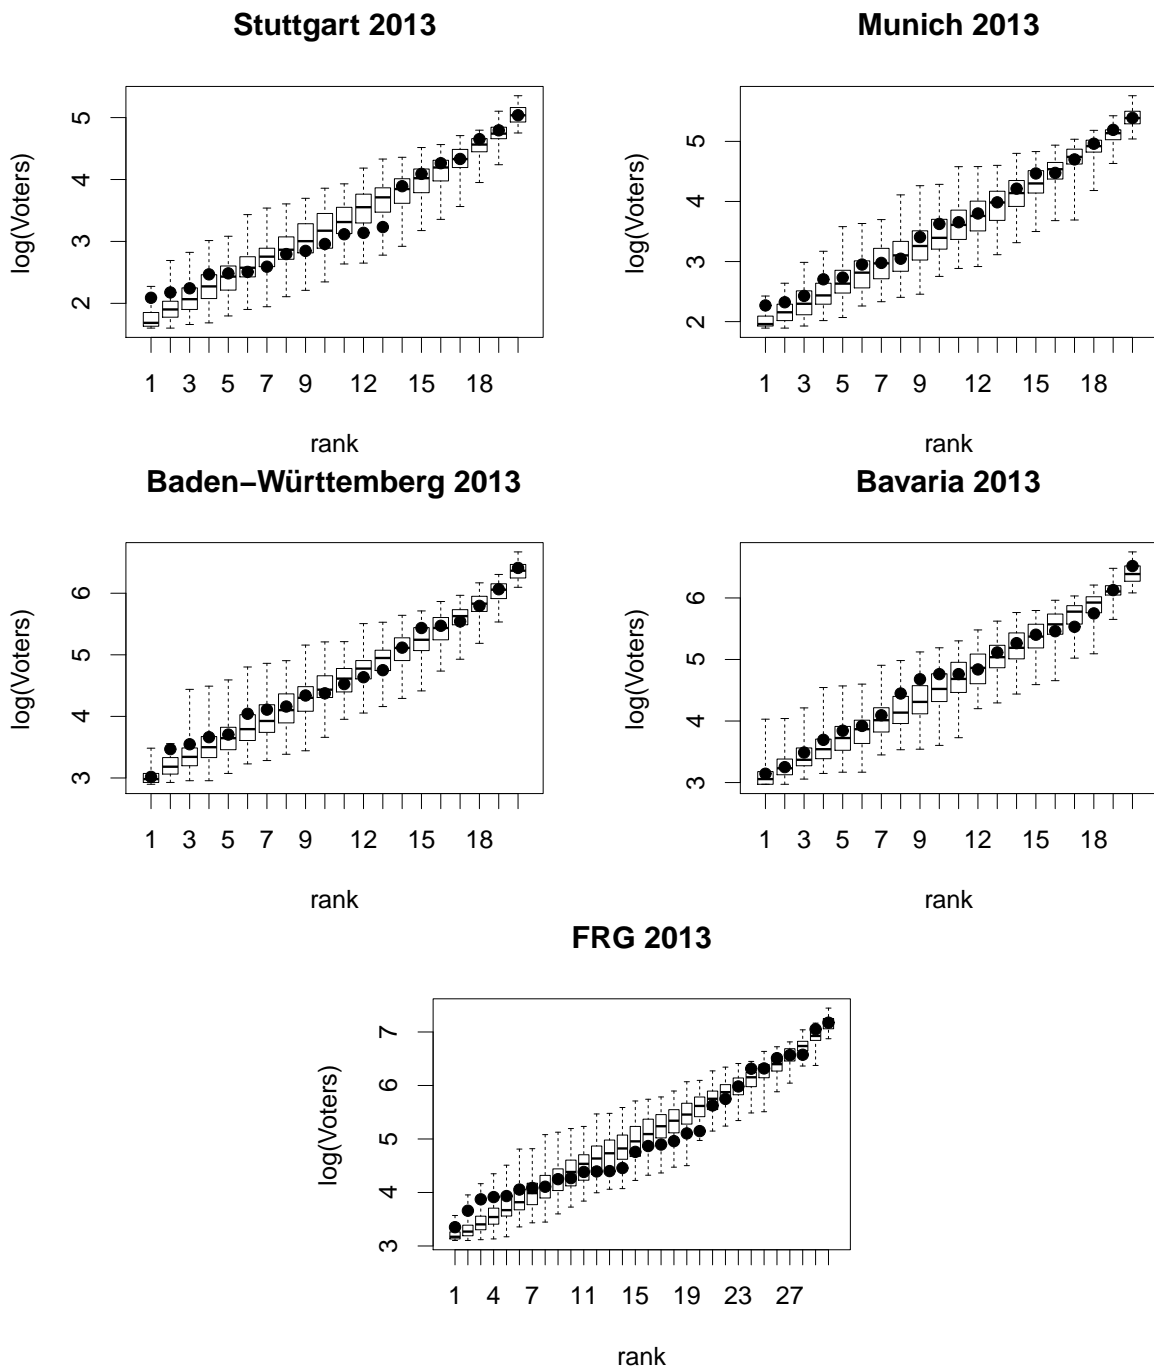 Stuttgart 2013
log(Voters)
5
4
3
2
1 3 5 7 9 12 15 18
rank
Munich 2013
log(Voters)
5
4
3
2
1 3 5 7 9 12 15 18
rank
Baden−Württemberg 2013
log(Voters)
6
5
4
3
1 3 5 7 9 12 15 18
rank
Bavaria 2013
log(Voters)
6
5
4
3
1 3 5 7 9 12 15 18
rank
FRG 2013
log(Voters)
7
6
5
4
3
1 4 7 11 15 19 23 27
rank